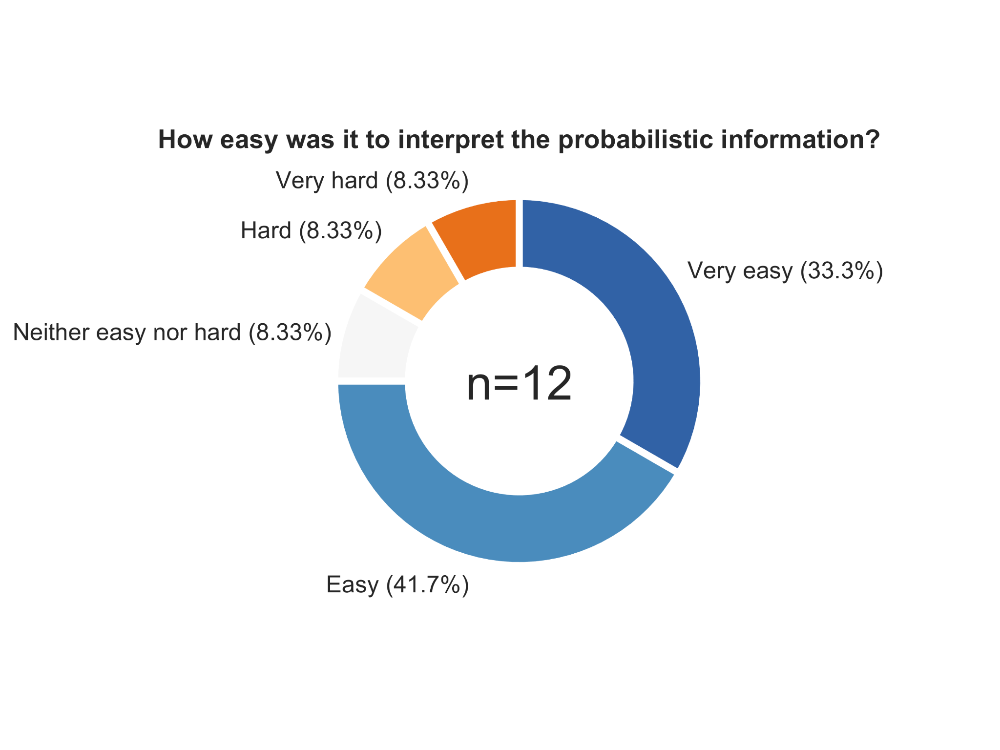 How easy was it to interpret the probabilistic information?
Very hard (8.33%)
Hard (8.33%)
Very easy (33.3%)
Neither easy nor hard (8.33%)
n=12
Easy (41.7%)